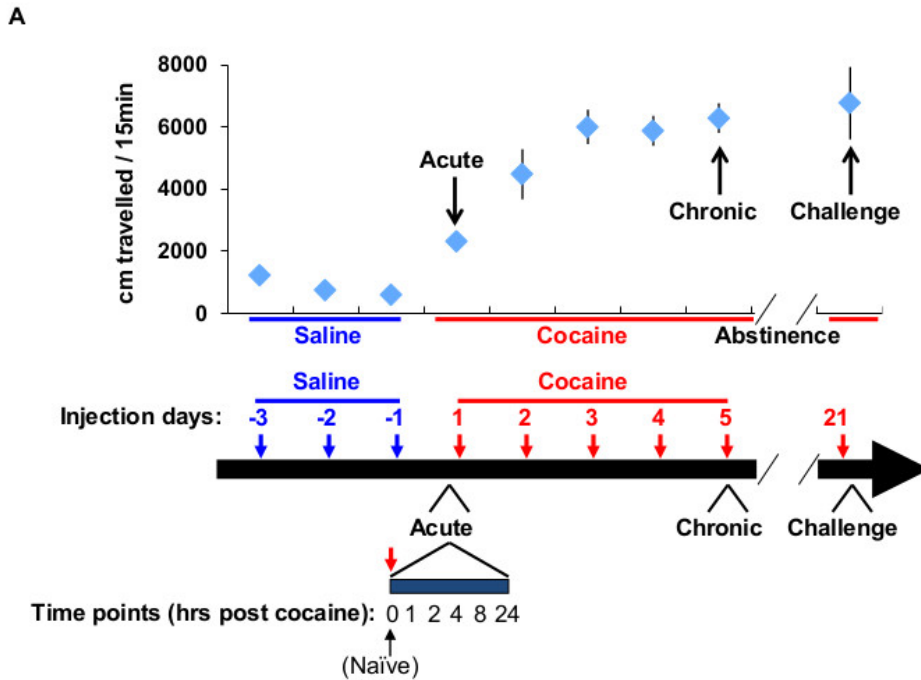 A
8000
6000
4000
2000
0
cm travelled / 15min
Acute
Chronic
Challenge
Saline
Cocaine
Abstinence
Saline
Cocaine
Injection days: -3 -2 -1 1 2 3 4 5 21
Acute
Chronic
Challenge
Time points (hrs post cocaine): 0 1 2 4 8 24
(Naïve)